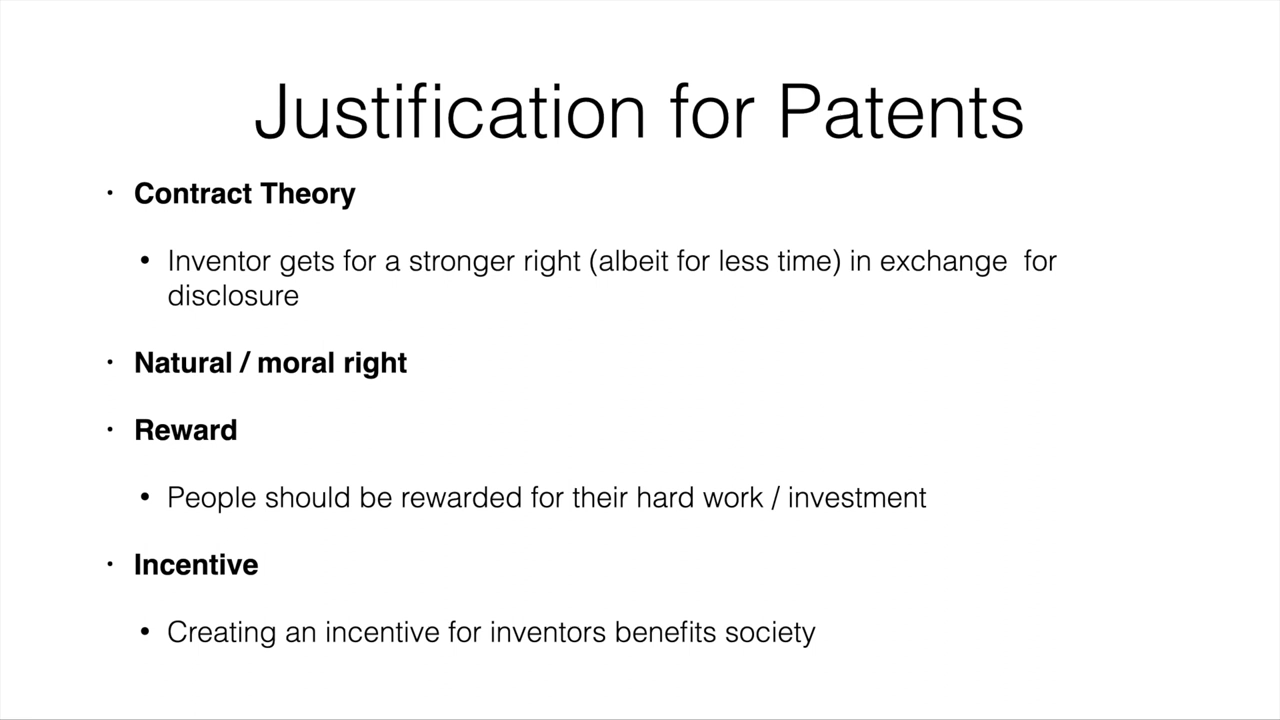 Justification for Patents
• Contract Theory
• Inventor gets for a stronger right (albeit for less time) in exchange  for
disclosure
• Natural / moral right
• Reward
• People should be rewarded for their hard work / investment
• Incentive
• Creating an incentive for inventors benefits society